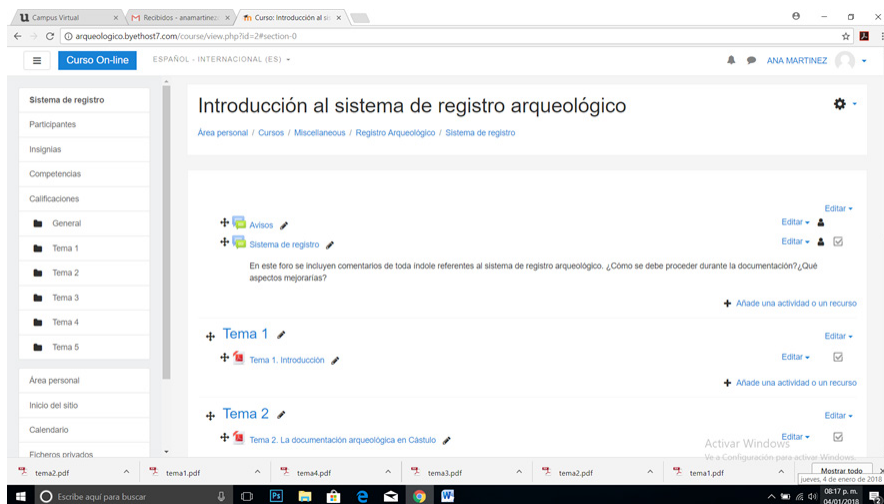 Campus Virtual
Recibidos - anamartinez
Curso: Introducción al si
arqueologico.byethost7.com/course/view.php?id=2#section-0
Curso On-line
ESPAÑOL - INTERNACIONAL (ES)
ANA MARTINEZ
Sistema de registro
Participantes
Insignias
Competencias
Calificaciones
General
Tema 1
Tema 2
Tema 3
Tema 4
Tema 5
Área personal
Inicio del sitio
Calendario
Ficheros privados
Introducción al sistema de registro arqueológico
Área personal / Cursos / Miscellaneous / Registro Arqueológico / Sistema de registro
Editar
Avisos
Editar
Sistema de registro
Editar
En este foro se incluyen comentarios de toda índole referentes al sistema de registro arqueológico. ¿Cómo se debe proceder durante la documentación?¿Qué
aspectos mejorarías?
Añade una actividad o un recurso
Tema 1
Editar
Tema 1. Introducción
Editar
Añade una actividad o un recurso
Tema 2
Editar
Tema 2. La documentación arqueológica en Cástulo
Editar
Activar Windows
Ve a Configuración para activar Windows.
tema2.pdf
tema1.pdf
tema4.pdf
tema3.pdf
tema2.pdf
tema1.pdf
Mostrar todo
jueves, 4 de enero de 2018
Escribe aquí para buscar
08:17 p. m.
04/01/2018